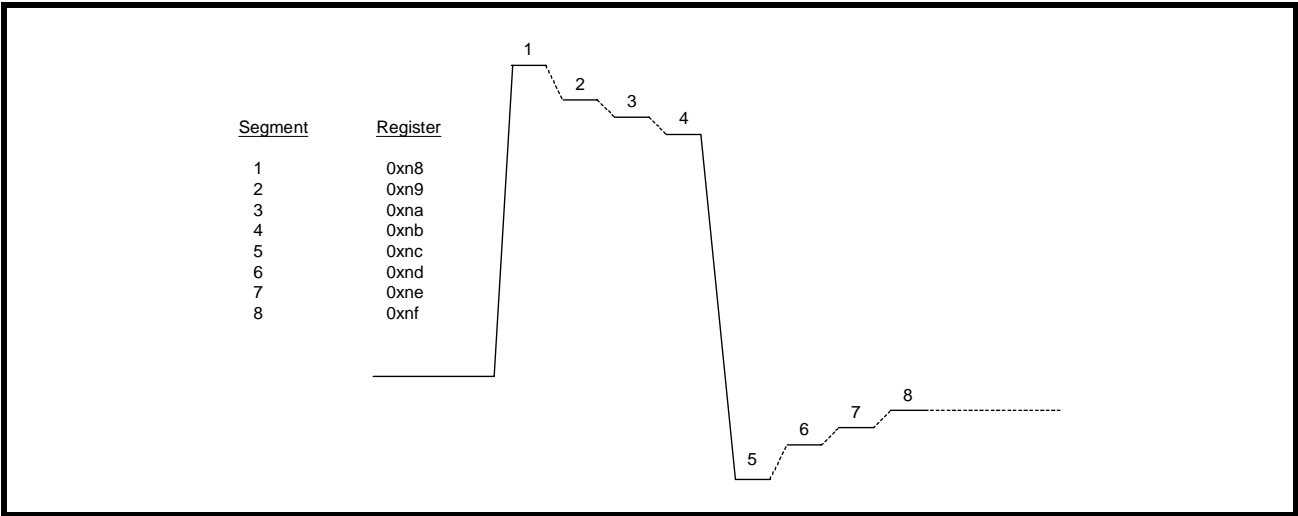 Segment Register
1 0xn8
2 0xn9
3 0xna
4 0xnb
5 0xnc
6 0xnd
7 0xne
8 0xnf
1
2
3
4
5
6
7
8